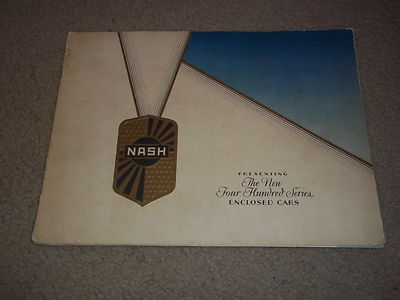 NASH
PRESENTING
The New
Four Hundred Series
ENCLOSED CARS